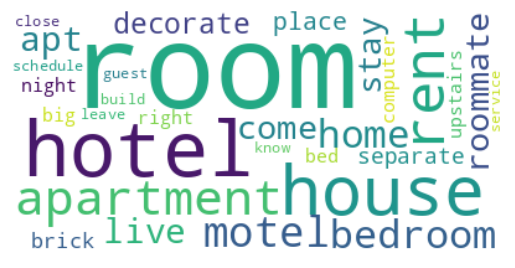 close
decorate
place
apt
room
stay
computer
rent
upstairs
roommate
service
schedule
guest
night
build
big
leave
right
hotel
come
home
know
bed
separate
apartment
house
brick
live
motel
bedroom